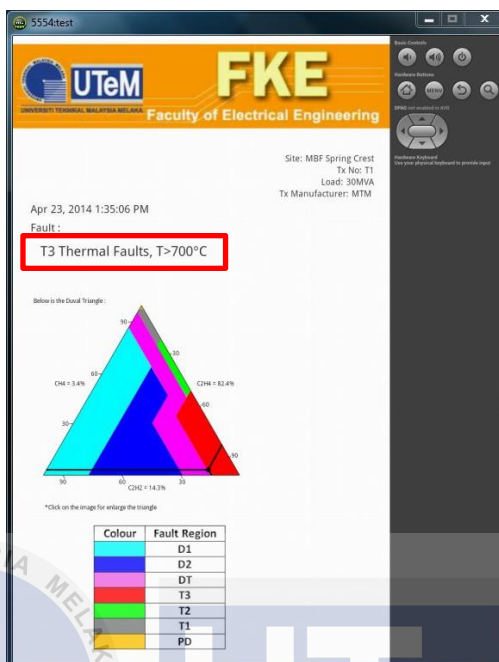 5554:test
UTeM
FKE
UNIVERSITI TEKNIKAL MALAYSIA MELAKA
Faculty of Electrical Engineering
Basic Controls
Hardware Buttons
MENU
DPAD not enabled in AVD
Hardware Keyboard
Use your physical keyboard to provide input
Site: MBF Spring Crest
Tx No: T1
Load: 30MVA
Tx Manufacturer: MTM
Apr 23, 2014 1:35:06 PM
Fault :
T3 Thermal Faults, T>700°C
Below is the Duval Triangle :
90
30
60
CH4 = 3.4%
C2H4 = 82.4%
60
30
90
90
60
30
C2H2 = 14.3%
*Click on the image for enlarge the triangle
Colour Fault Region
D1
D2
DT
T3
T2
T1
PD